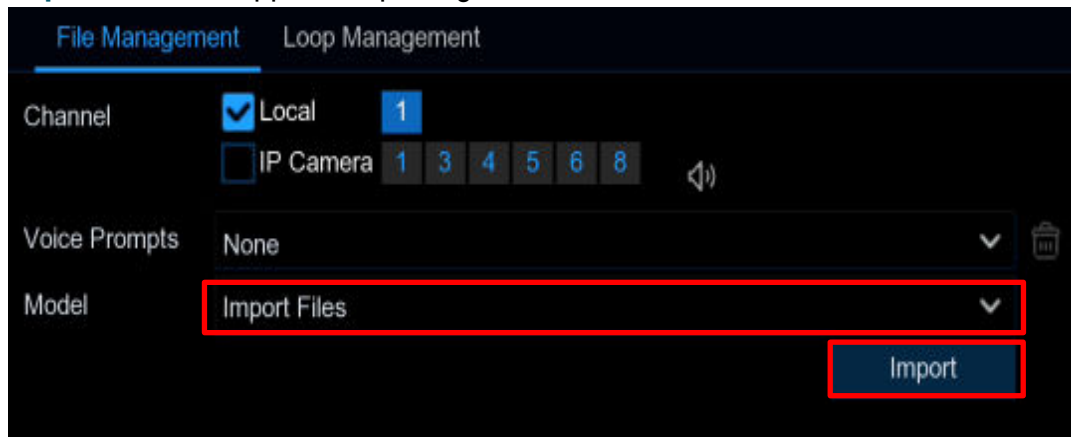 File Management Loop Management
Channel Local 1
IP Camera 1 3 4 5 6 8
Voice Prompts None
Model Import Files
Import